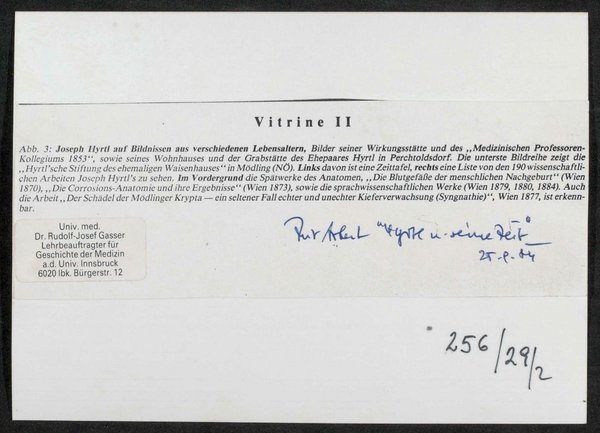 Vitrine II
Abb. 3: Joseph Hyrtl auf Bildnissen aus verschiedenen Lebensaltern, Bilder seiner Wirkungsstätte und des „Medizinischen Professoren-
Kollegiums 1853“, sowie seines Wohnhauses und der Grabstätte des Ehepaares Hyrtl in Perchtoldsdorf. Die unterste Bildreihe zeigt die
„Hyrtl'sche Stiftung des ehemaligen Waisenhauses“ in Mödling (NÖ). Links davon ist eine Zeittafel, rechts eine Liste von den 190 wissenschaftli-
chen Arbeiten Joseph Hyrtl's zu sehen. Im Vordergrund die Spätwerke des Anatomen, „Die Blutgefäße der menschlichen Nachgeburt“ (Wien
1870), „Die Corrosions-Anatomie und ihre Ergebnisse“ (Wien 1873), sowie die sprachwissenschaftlichen Werke (Wien 1879, 1880, 1884). Auch
die Arbeit „Der Schädel der Mödlinger Krypta — ein seltener Fall echter und unechter Kieferverwachsung (Syngnathie)“, Wien 1877, ist erkenn-
bar.
Univ. med.
Dr. Rudolf-Josef Gasser
Lehrbeauftragter für
Geschichte der Medizin
a.d. Univ. Innsbruck
6020 Ibk. Bürgerstr. 12
"Hyrtl u. seine Zeit"
256/29/2